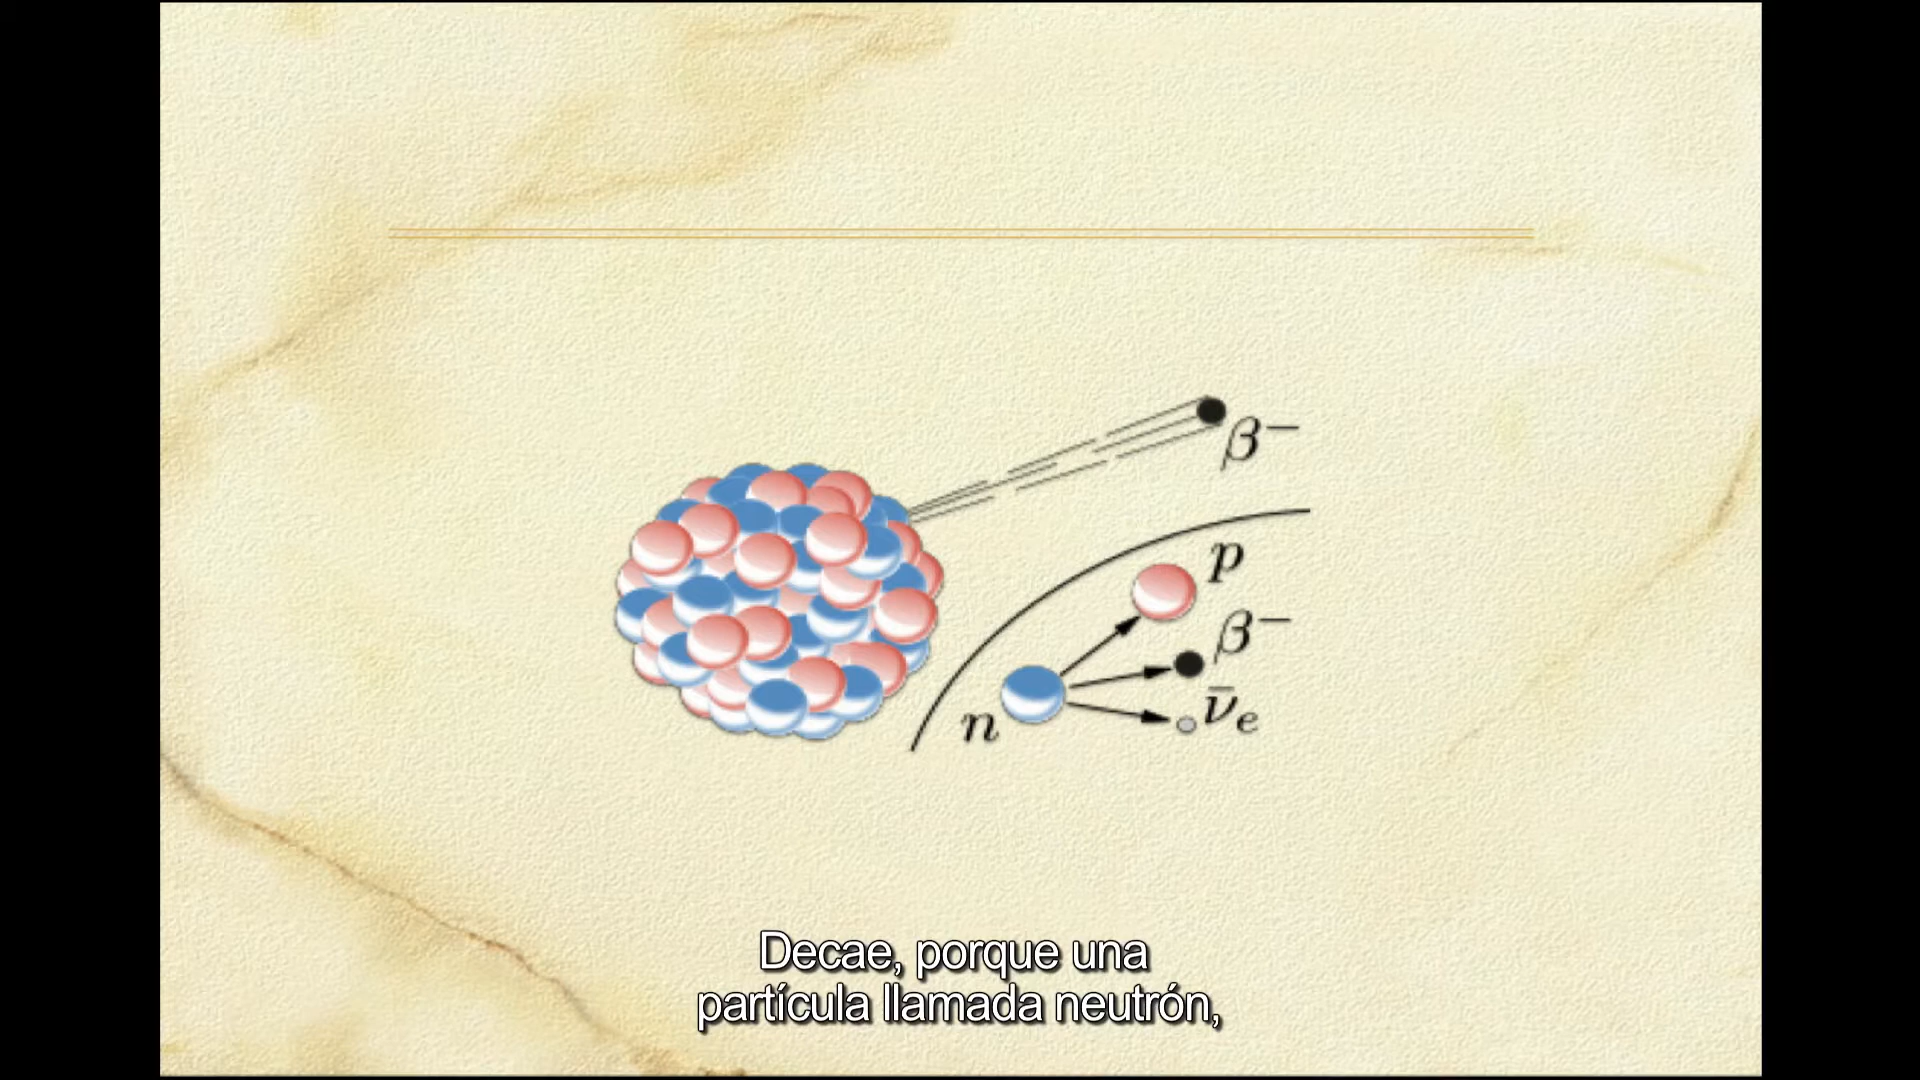 β⁻
p
β⁻
n
ν̄ₑ
Decae, porque una
partícula llamada neutrón,